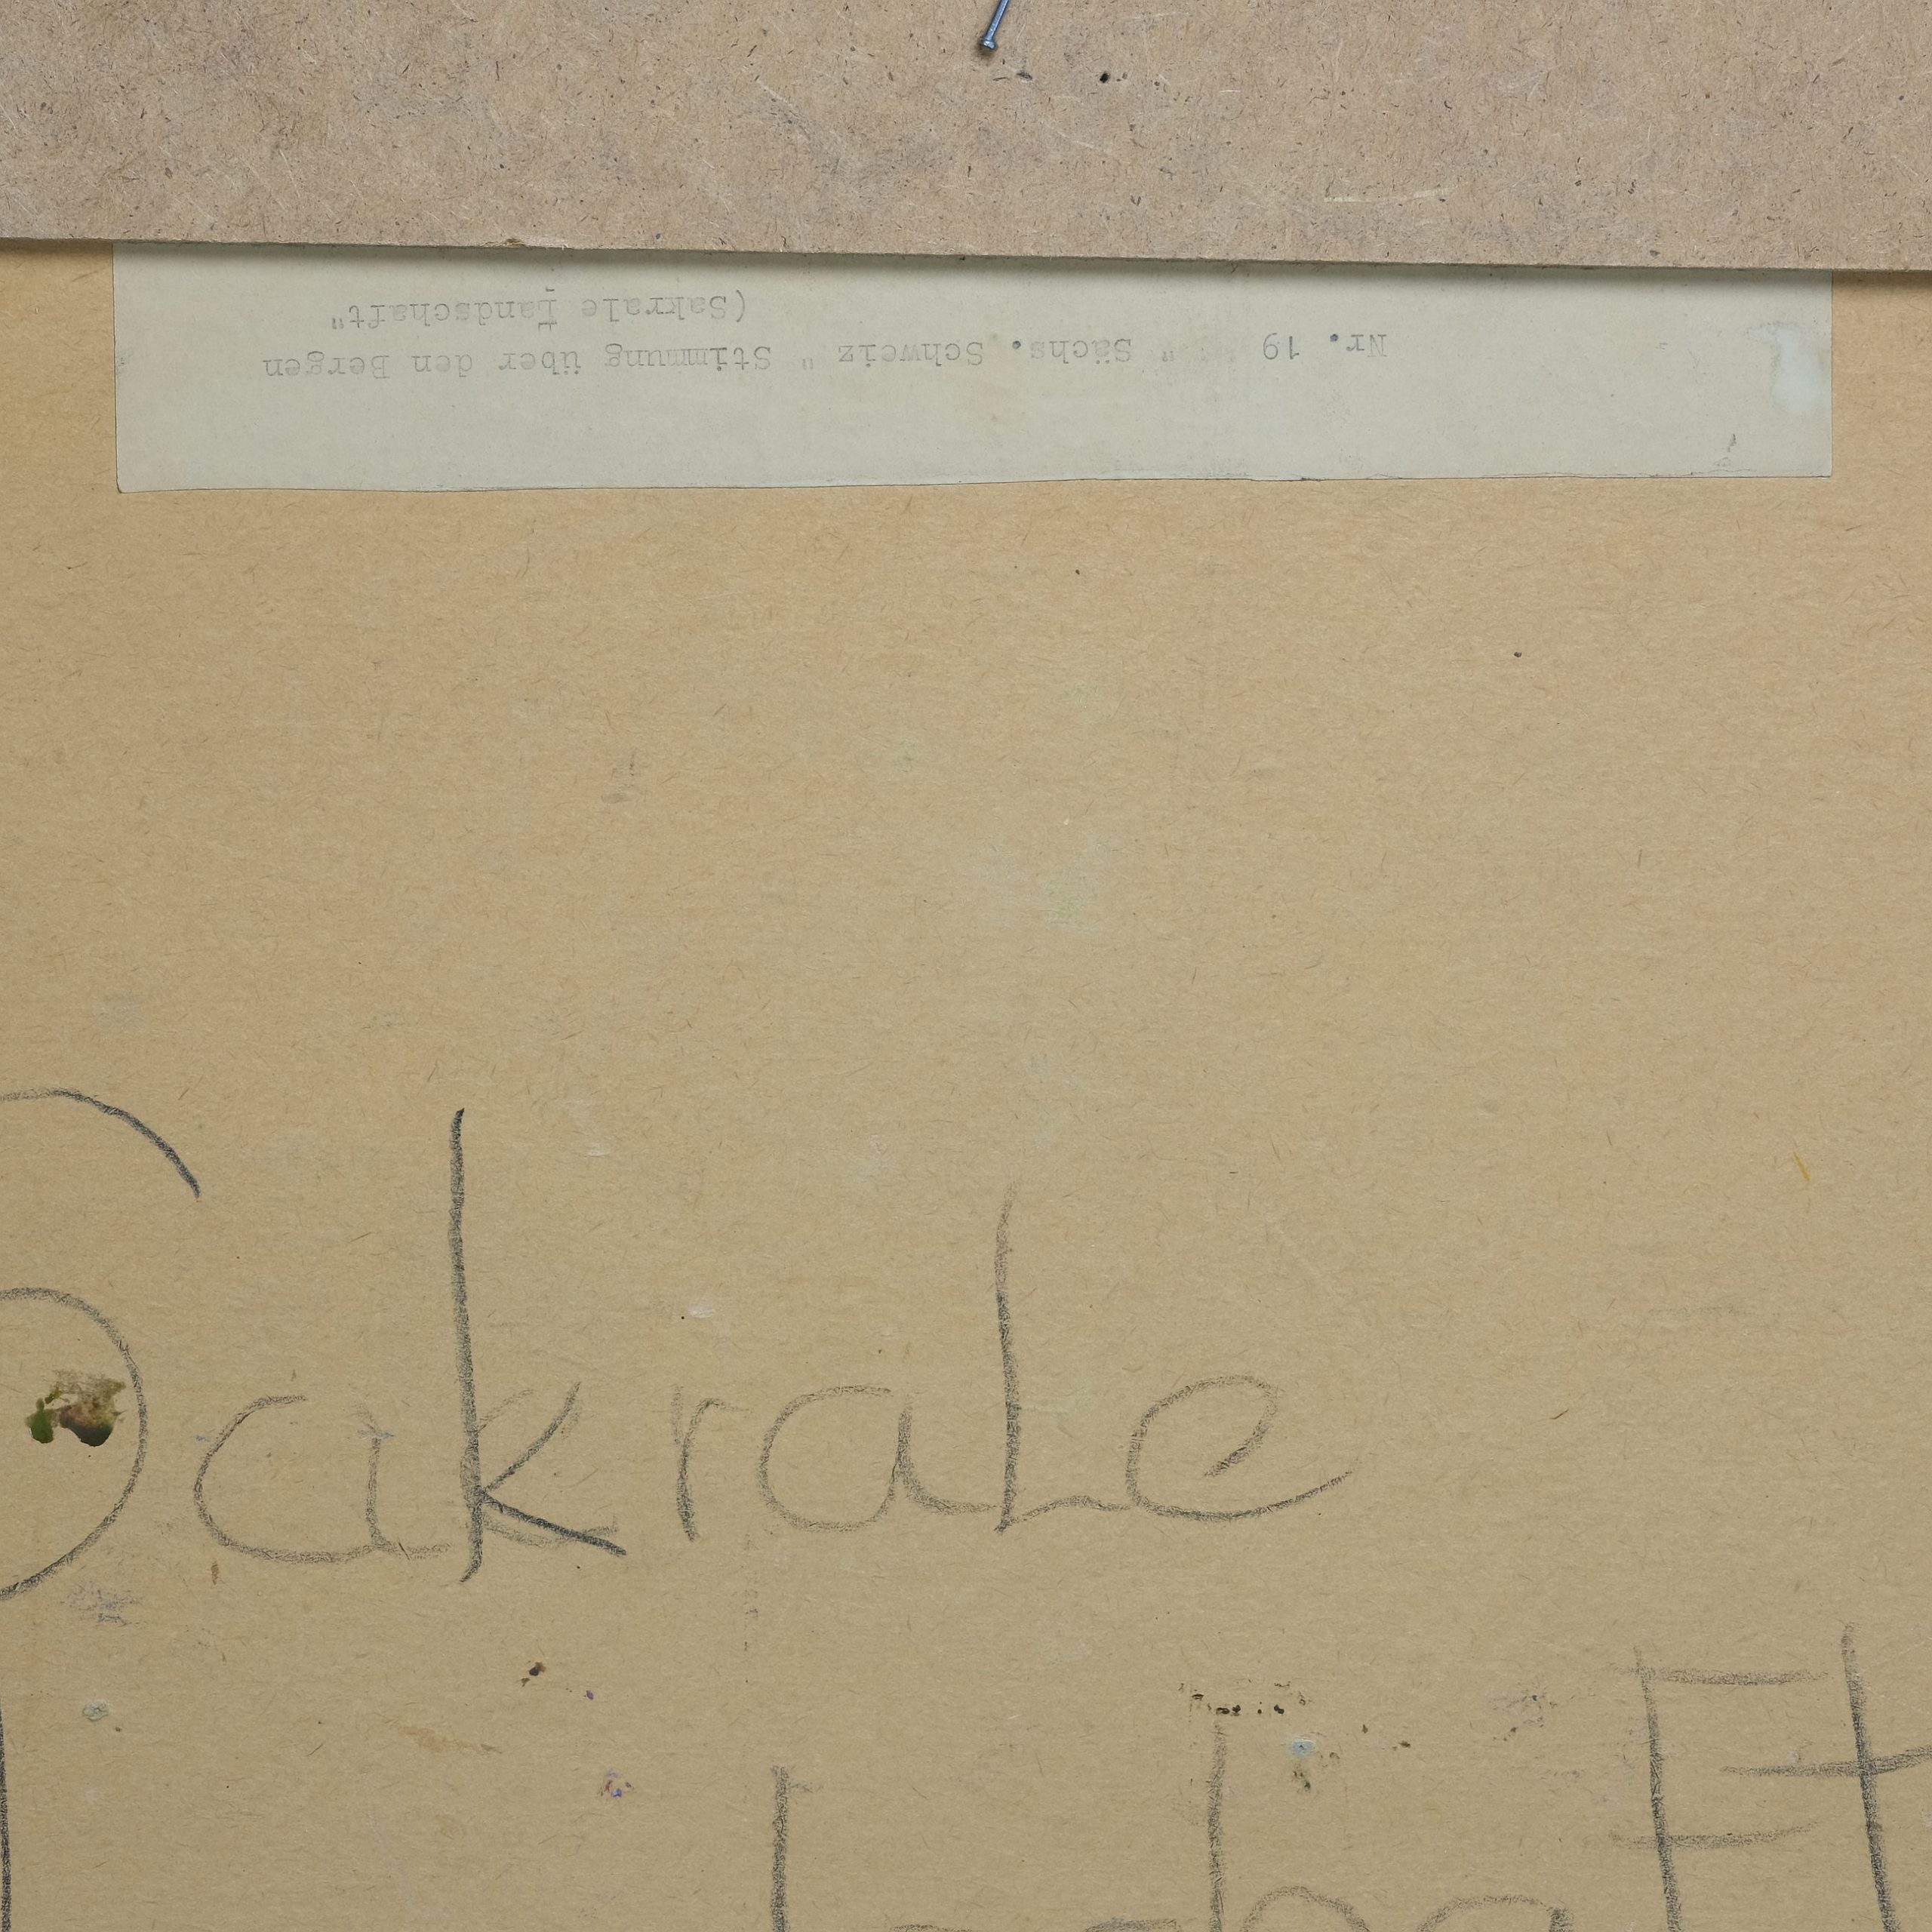 Nr. 19 " Sächs. Schweiz " Stimmung über den Bergen
(Sakrale Landschaft"
Sakrale